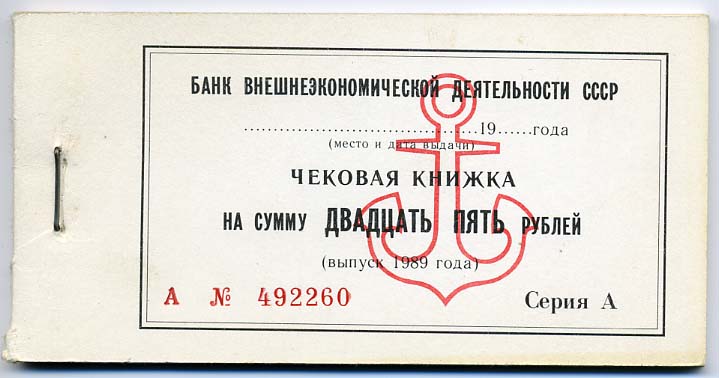 БАНК ВНЕШНЕЭКОНОМИЧЕСКОЙ ДЕЯТЕЛЬНОСТИ СССР
........................................19......года
(место и дата выдачи)
ЧЕКОВАЯ КНИЖКА
НА СУММУ ДВАДЦАТЬ ПЯТЬ РУБЛЕЙ
(выпуск 1989 года)
А № 492260 Серия А